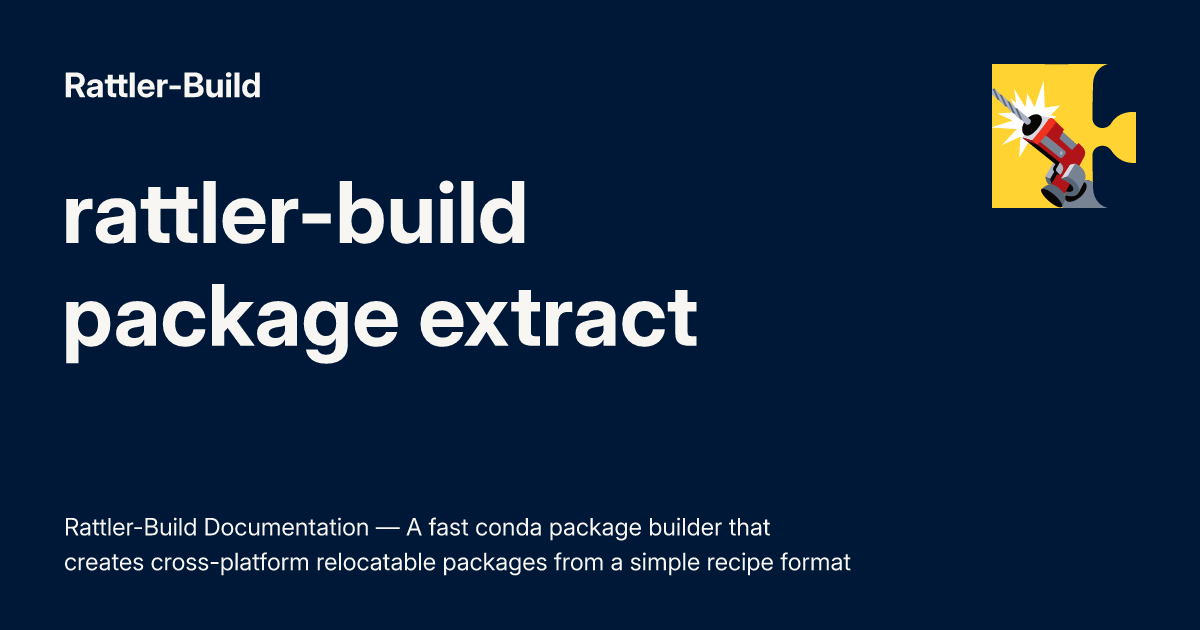 Rattler-Build
rattler-build
package extract
Rattler-Build Documentation — A fast conda package builder that
creates cross-platform relocatable packages from a simple recipe format